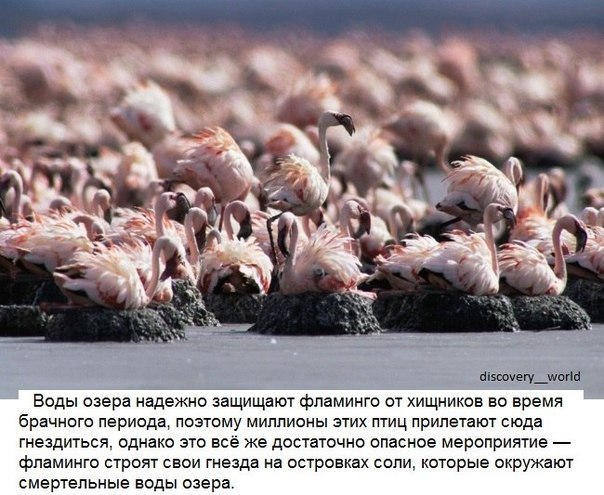 discovery__world
Воды озера надежно защищают фламинго от хищников во время
брачного периода, поэтому миллионы этих птиц прилетают сюда
гнездиться, однако это всё же достаточно опасное мероприятие —
фламинго строят свои гнезда на островках соли, которые окружают
смертельные воды озера.